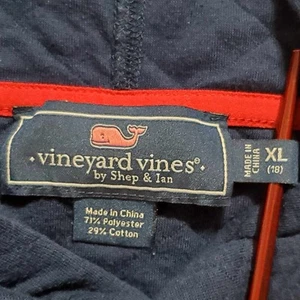 ·vineyard vines®·
by Shep & Ian
MADE IN
CHINA
XL
(18)
Made in China
71% Polyester
29% Cotton